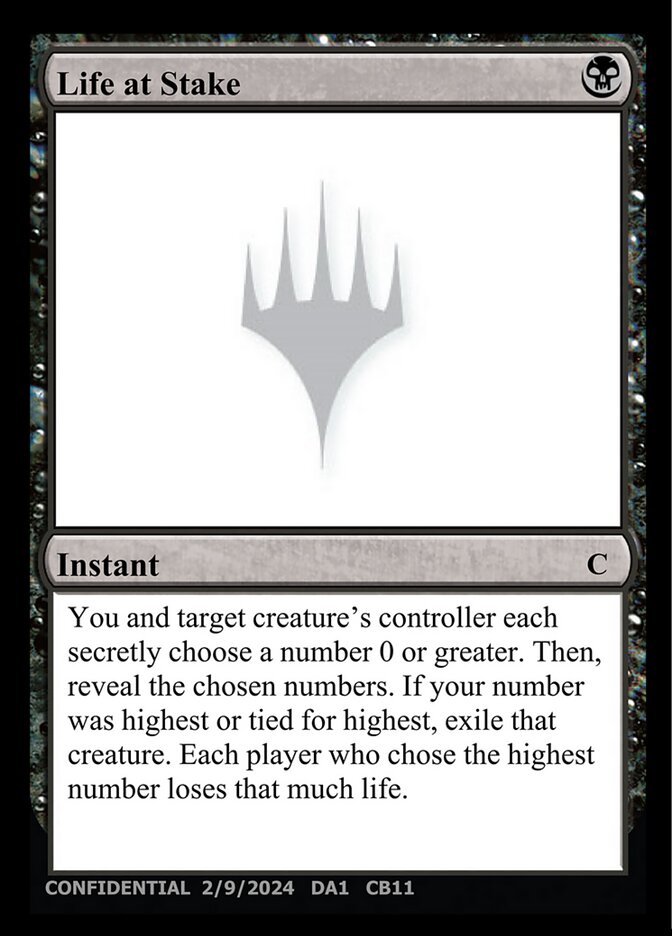 Life at Stake
Instant
C
You and target creature’s controller each
secretly choose a number 0 or greater. Then,
reveal the chosen numbers. If your number
was highest or tied for highest, exile that
creature. Each player who chose the highest
number loses that much life.
CONFIDENTIAL 2/9/2024 DA1 CB11